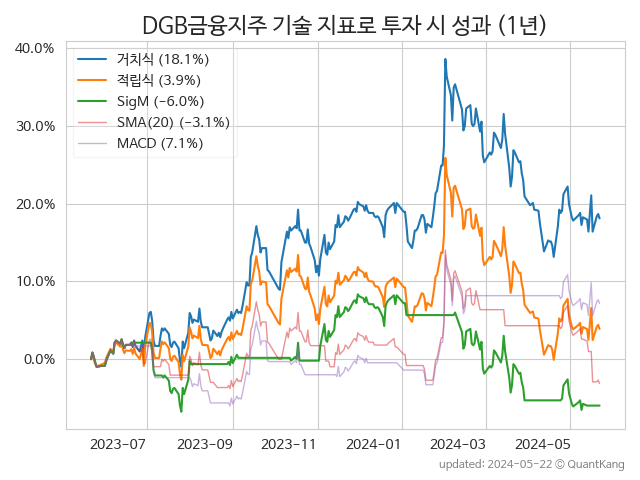 DGB금융지주 기술 지표로 투자 시 성과 (1년)
40.0%
30.0%
20.0%
10.0%
0.0%
거치식 (18.1%)
적립식 (3.9%)
SigM (−6.0%)
SMA(20) (−3.1%)
MACD (7.1%)
2023-07 2023-09 2023-11 2024-01 2024-03 2024-05
updated: 2024-05-22 © QuantKang